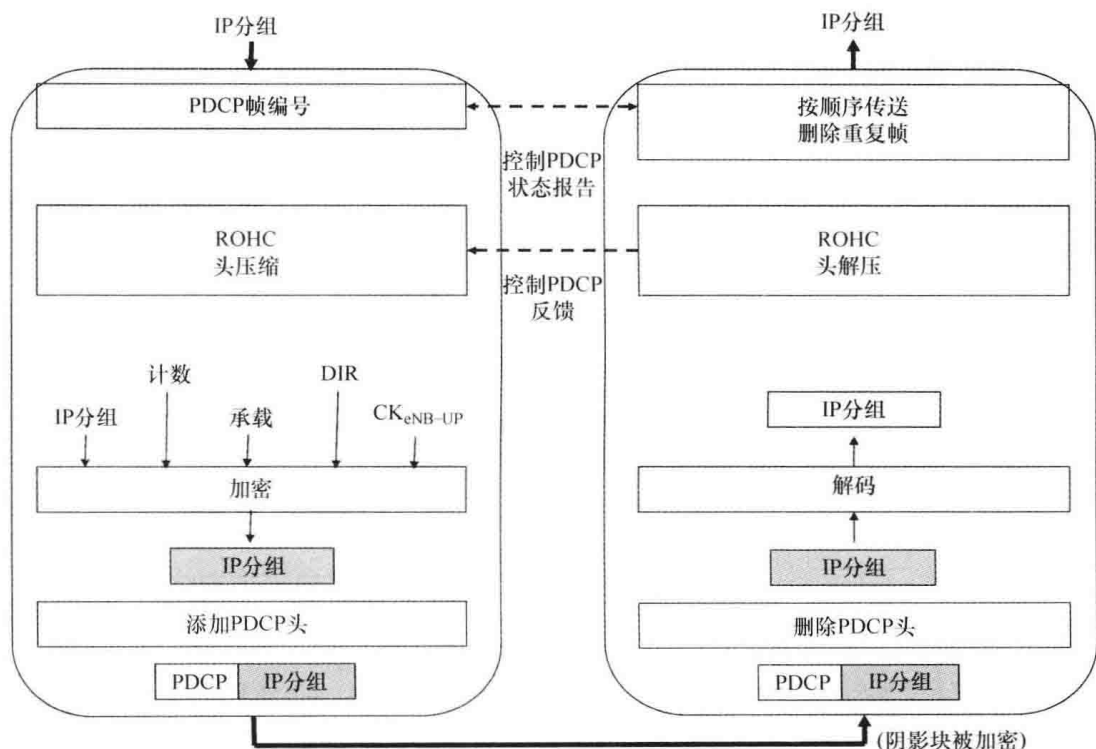 IP分组
PDCP帧编号
ROHC
头压缩
计数
DIR
IP分组
承载
CKeNB-UP
加密
IP分组
添加PDCP头
PDCP
IP分组
控制PDCP
状态报告
控制PDCP
反馈
IP分组
按顺序传送
删除重复帧
ROHC
头解压
IP分组
解码
IP分组
删除PDCP头
PDCP
IP分组
(阴影块被加密)